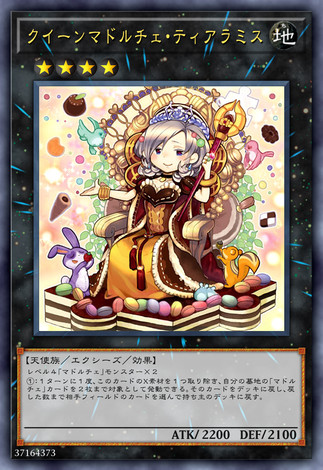 クイーンマドルチェ・ティアラミス
地
【天使族／エクシーズ／効果】
レベル４「マドルチェ」モンスター×２
①：１ターンに１度、このカードのX素材を１つ取り除き、自分の墓地の「マドル
チェ」カードを２枚まで対象として発動できる。そのカードをデッキに戻し、戻
した数まで相手フィールドのカードを選んで持ち主のデッキに戻す。
ATK/ 2200 DEF/2100
37164373